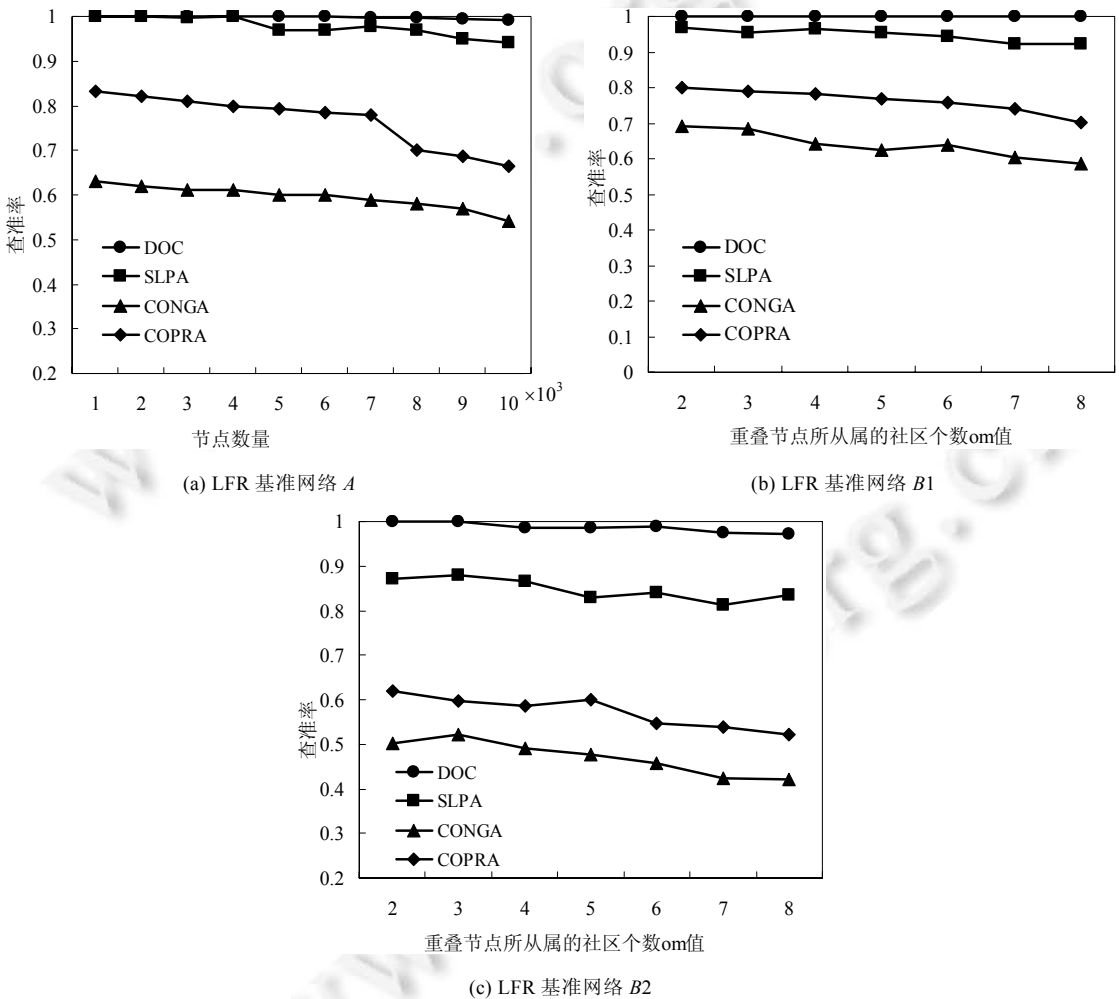 1
0.9
0.8
0.7
0.6
0.5
0.4
0.3
0.2
查准率
DOC
SLPA
CONGA
COPRA
1 2 3 4 5 6 7 8 9 10 ×10³
节点数量
(a) LFR 基准网络 A
1
0.9
0.8
0.7
0.6
0.5
0.4
0.3
0.2
0.1
0
查准率
DOC
SLPA
CONGA
COPRA
2 3 4 5 6 7 8
重叠节点所从属的社区个数om值
(b) LFR 基准网络 B1
1
0.9
0.8
0.7
0.6
0.5
0.4
0.3
0.2
查准率
DOC
SLPA
CONGA
COPRA
2 3 4 5 6 7 8
重叠节点所从属的社区个数om值
(c) LFR 基准网络 B2